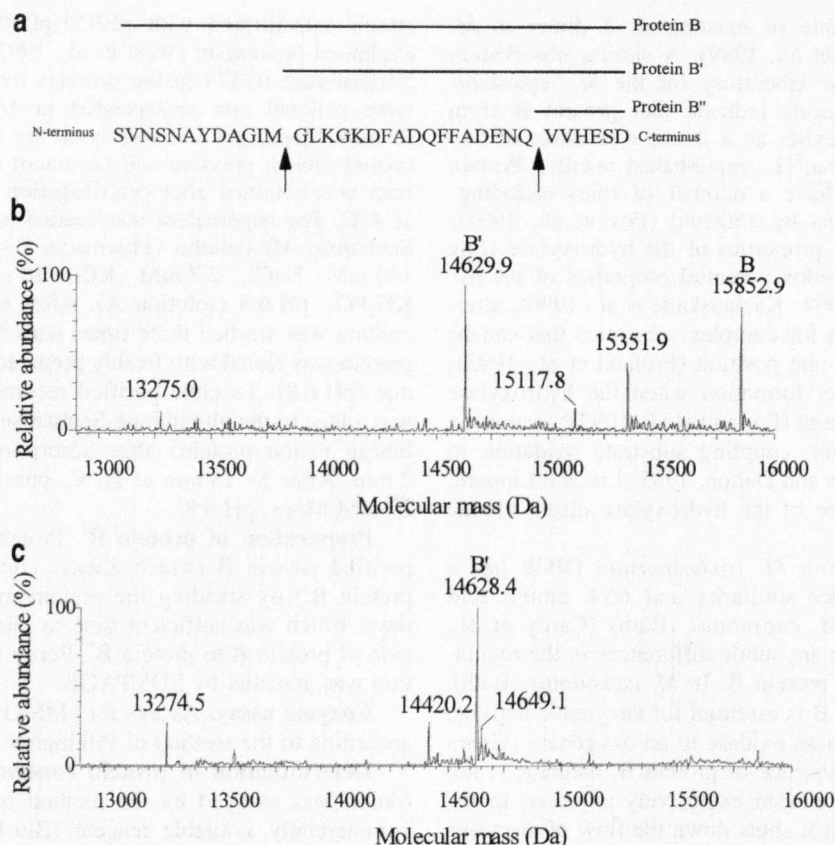 a
Protein B
Protein B'
Protein B"
N-terminus SVNSNAYDAGIM-GLKGKDFADQFFADENQ-VVHESD C-terminus
b
Relative abundance (%)
100
0
B'
14629.9
B
15852.9
15351.9
15117.8
13275.0
13000 13500 14000 14500 15000 15500 16000
Molecular mass (Da)
c
Relative abundance (%)
100
0
B'
14628.4
13274.5
14420.2
14649.1
13000 13500 14000 14500 15000 15500 16000
Molecular mass (Da)